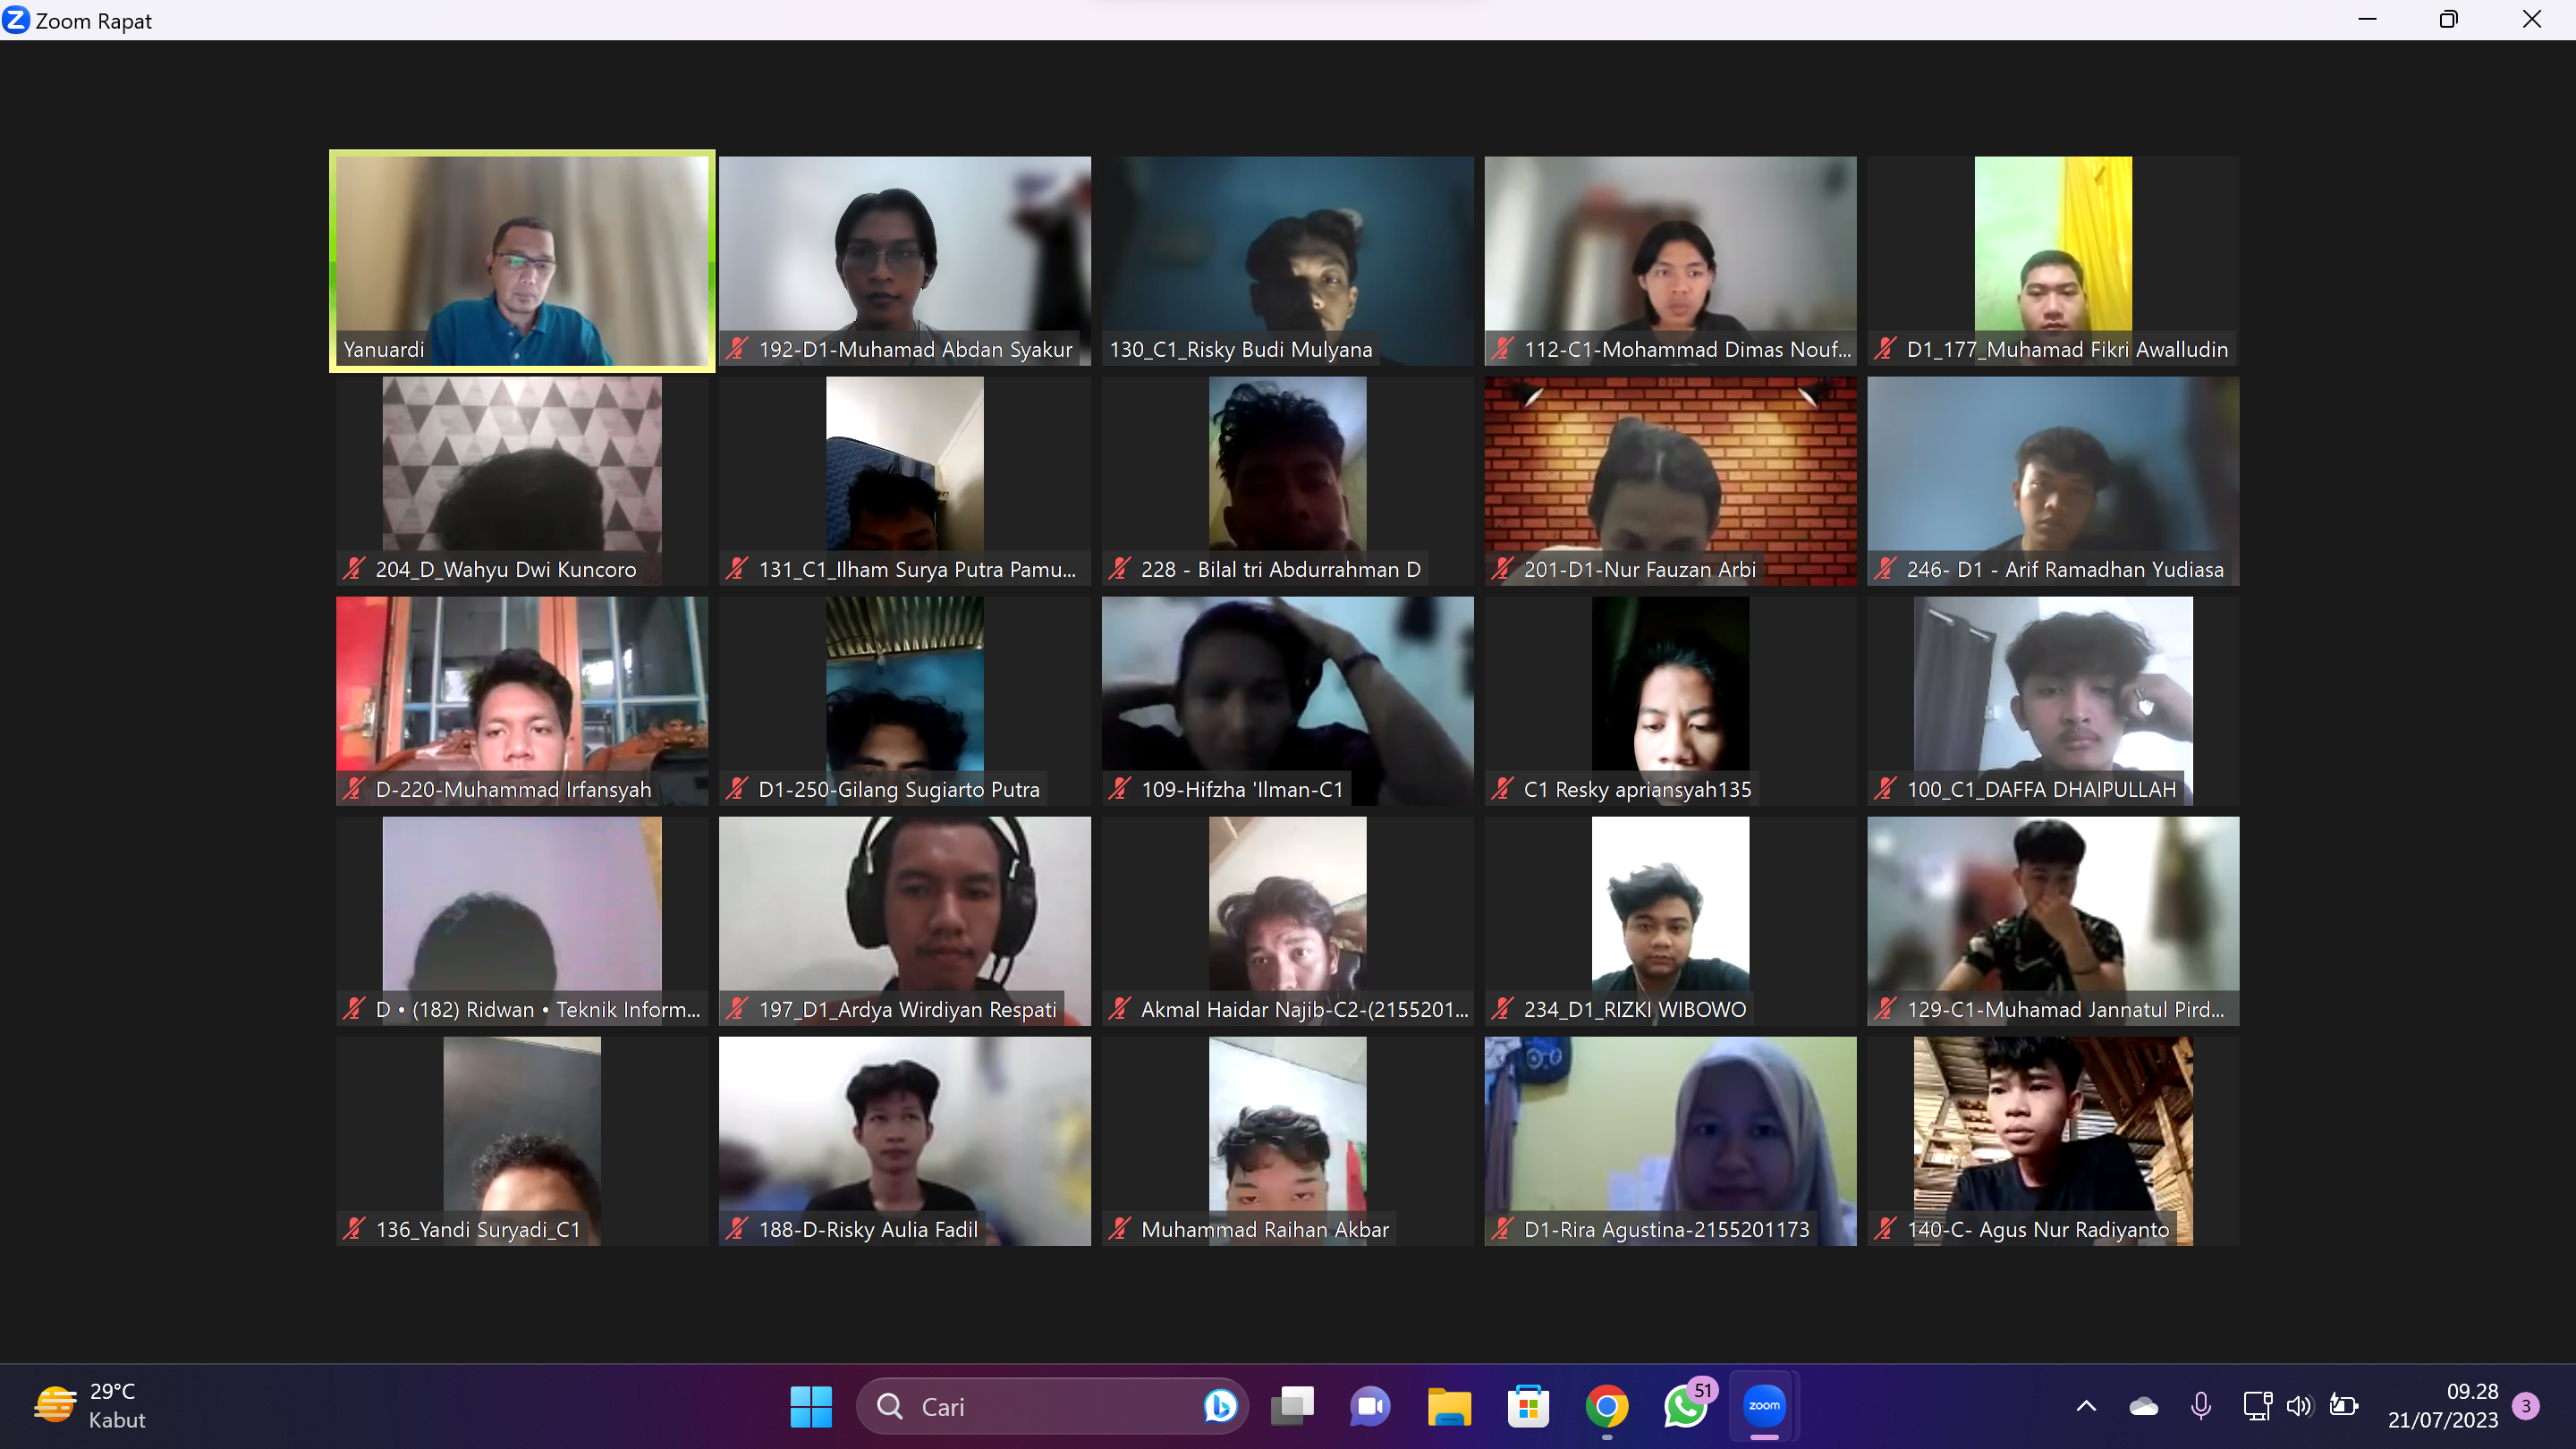 Zoom Rapat
Yanuardi
192-D1-Muhamad Abdan Syakur
130_C1_Risky Budi Mulyana
112-C1-Mohammad Dimas Nouf...
D1_177_Muhamad Fikri Awalludin
204_D_Wahyu Dwi Kuncoro
131_C1_Ilham Surya Putra Pamu...
228 - Bilal tri Abdurrahman D
201-D1-Nur Fauzan Arbi
246- D1 - Arif Ramadhan Yudiasa
D-220-Muhammad Irfansyah
D1-250-Gilang Sugiarto Putra
109-Hifzha 'Ilman-C1
C1 Resky apriansyah135
100_C1_DAFFA DHAIPULLAH
D • (182) Ridwan • Teknik Inform...
197_D1_Ardya Wirdiyan Respati
Akmal Haidar Najib-C2-(2155201...
234_D1_RIZKI WIBOWO
129-C1-Muhamad Jannatul Pird...
136_Yandi Suryadi_C1
188-D-Risky Aulia Fadil
Muhammad Raihan Akbar
D1-Rira Agustina-2155201173
140-C- Agus Nur Radiyanto
29°C
Kabut
Cari
51
zoom
09.28
21/07/2023
3